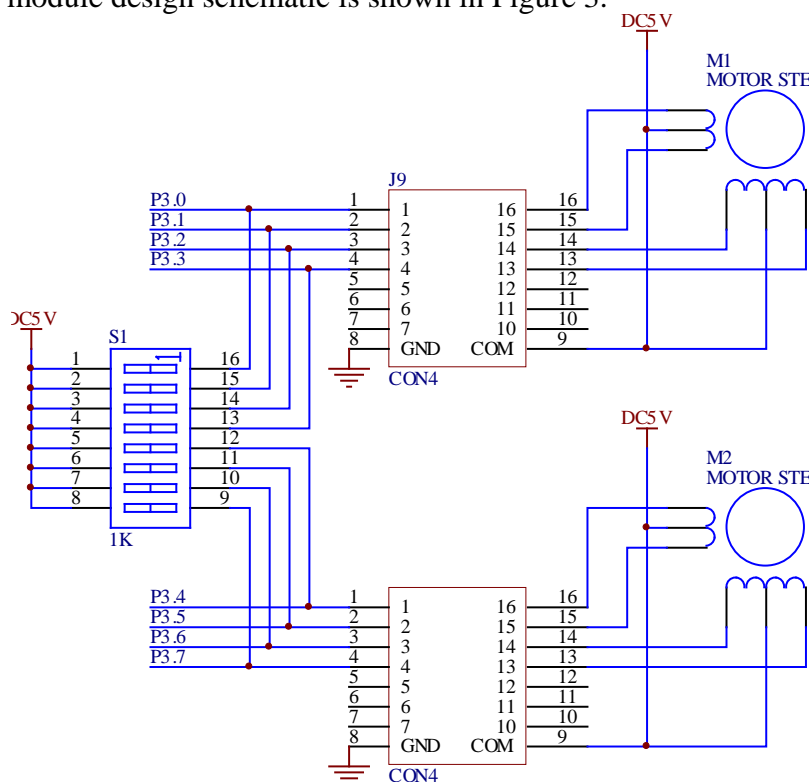 module design schematic is shown in Figure 3.
DC5V
M1
MOTOR STE
J9
P3.0
P3.1
P3.2
P3.3
1 1 16 16
2 2 15 15
3 3 14 14
4 4 13 13
5 5 12 12
6 6 11 11
7 7 10 10
8 GND COM 9
CON4
DC5V
S1
1
1 16
2 15
3 14
4 13
5 12
6 11
7 10
8 9
1K
DC5V
M2
MOTOR STE
P3.4
P3.5
P3.6
P3.7
1 1 16 16
2 2 15 15
3 3 14 14
4 4 13 13
5 5 12 12
6 6 11 11
7 7 10 10
8 GND COM 9
CON4